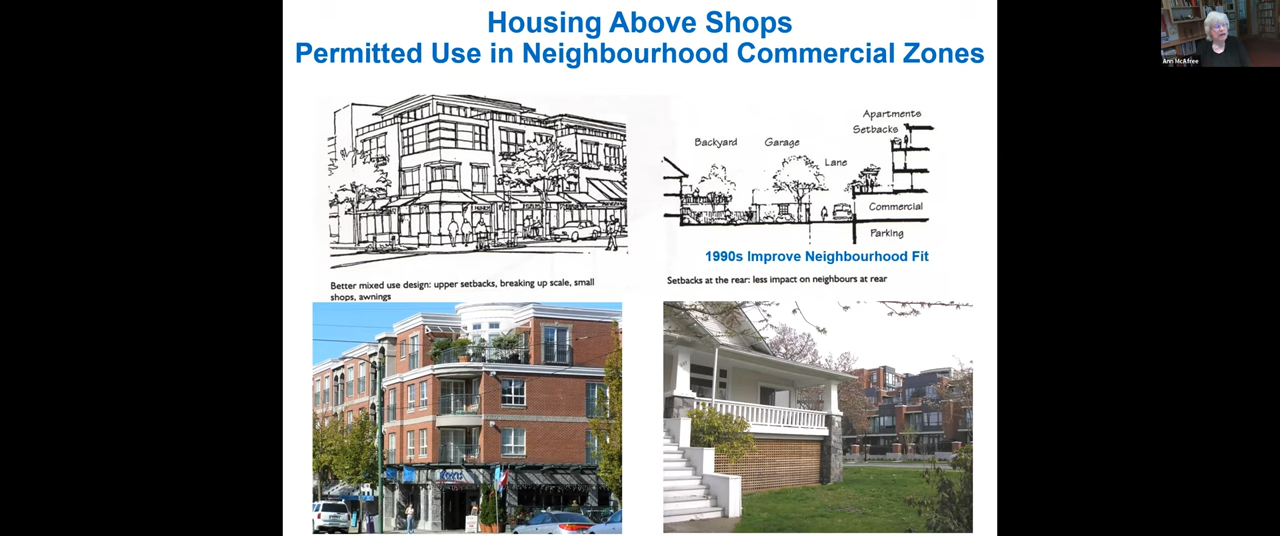 Housing Above Shops
Permitted Use in Neighbourhood Commercial Zones
Ann McAfee
Apartments
Setbacks
Backyard
Garage
Lane
Commercial
Parking
1990s Improve Neighbourhood Fit
Better mixed use design: upper setbacks, breaking up scale, small
shops, awnings
Setbacks at the rear: less impact on neighbours at rear